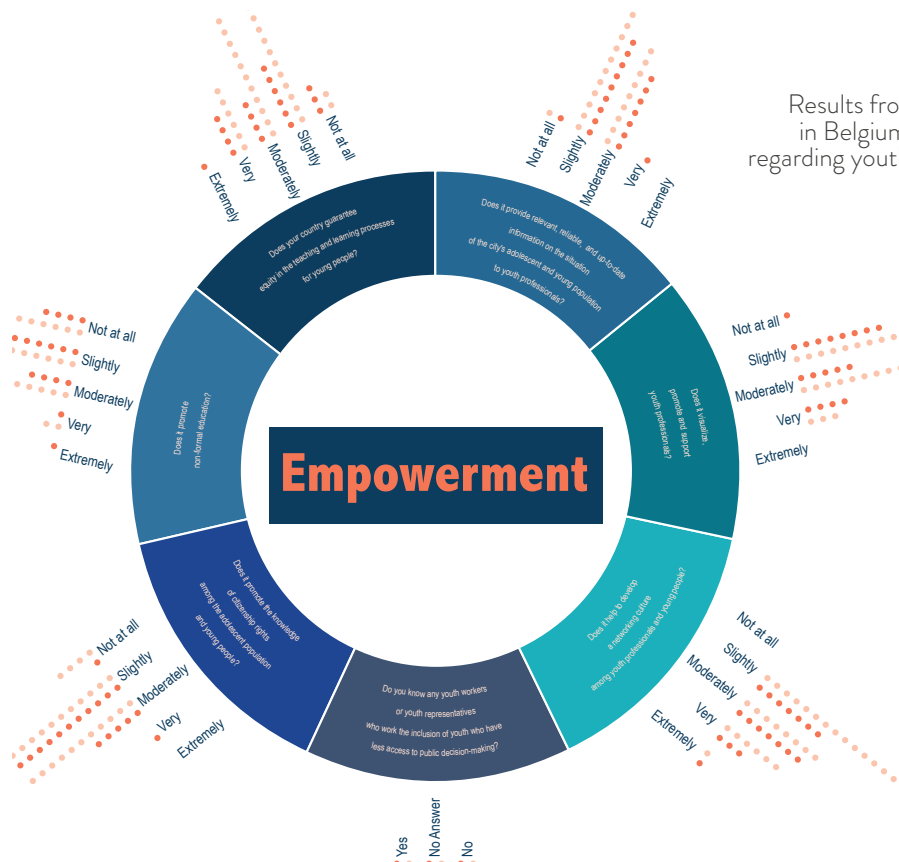 Results fro
in Belgium
regarding yout
Not at all
Slightly
Moderately
Very
Extremely
Does your country guarantee
equity in the teaching and learning processes
for young people?
Not at all
Slightly
Moderately
Very
Extremely
Does it provide relevant, reliable, and up-to-date
information on the situation
of the city's adolescent and young population
to youth professionals?
Not at all
Slightly
Moderately
Very
Extremely
Does it visualize,
promote and support
youth professionals?
Not at all
Slightly
Moderately
Very
Extremely
Does it promote
non-formal education?
Empowerment
Not at all
Slightly
Moderately
Very
Extremely
Does it help to develop
a networking culture
among youth professionals and young people?
Not at all
Slightly
Moderately
Very
Extremely
Does it promote the knowledge
of citizenship rights
among the adolescent population
and young people?
Do you know any youth workers
or youth representatives
who work the inclusion of youth who have
less access to public decision-making?
Yes
No Answer
No